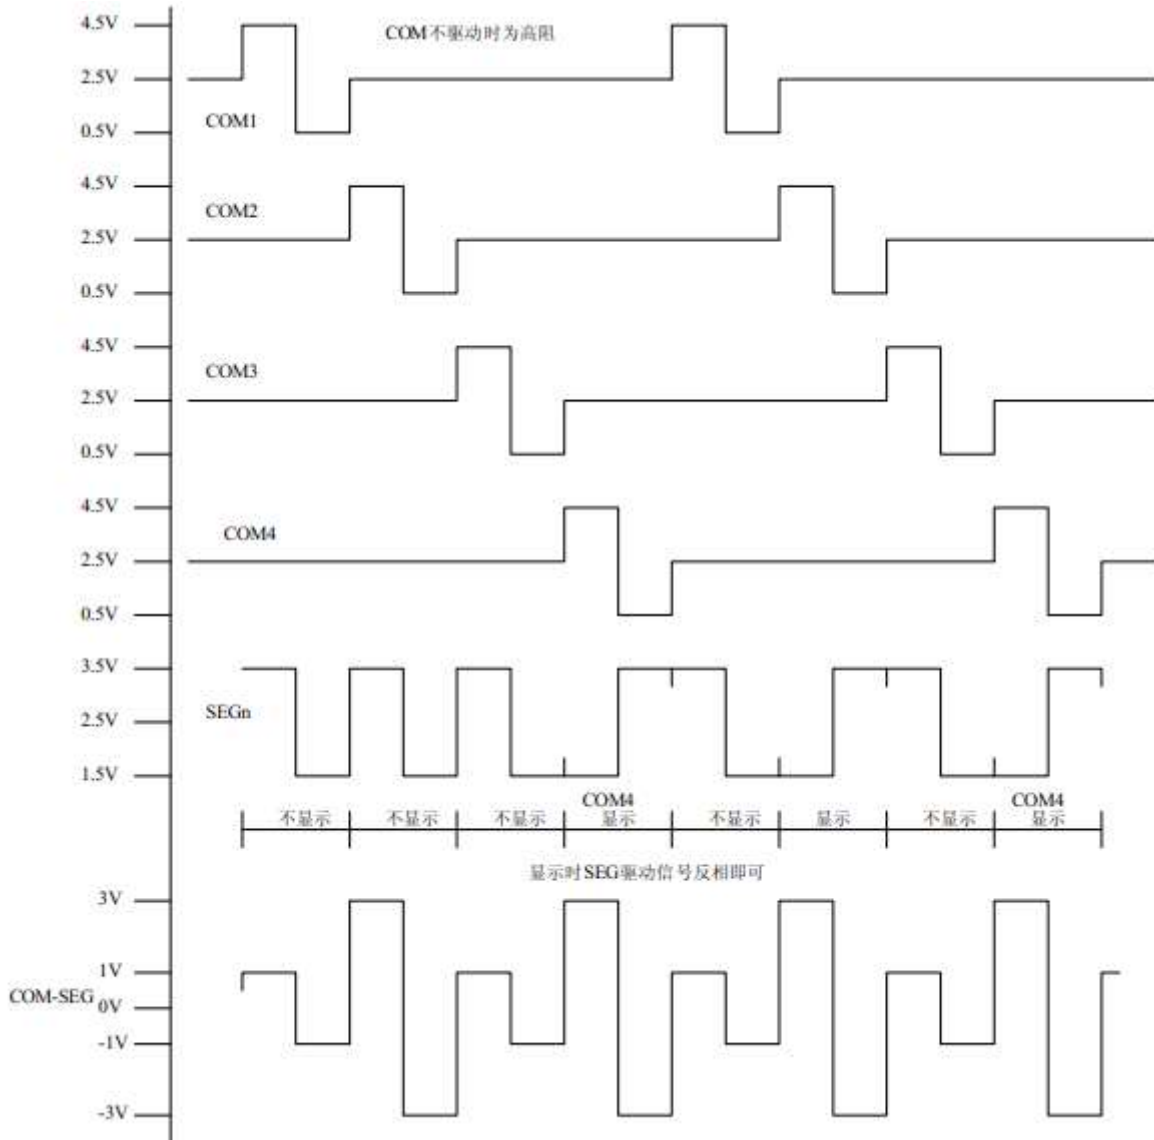 4.5V
COM不驱动时为高阻
2.5V
COM1
0.5V
4.5V
COM2
2.5V
0.5V
4.5V
COM3
2.5V
0.5V
4.5V
COM4
2.5V
0.5V
3.5V
SEGn
2.5V
1.5V
COM4 COM4
不显示 不显示 不显示 显示 不显示 显示 不显示 显示
显示时SEG驱动信号反相即可
3V
1V
COM-SEG 0V
-1V
-3V